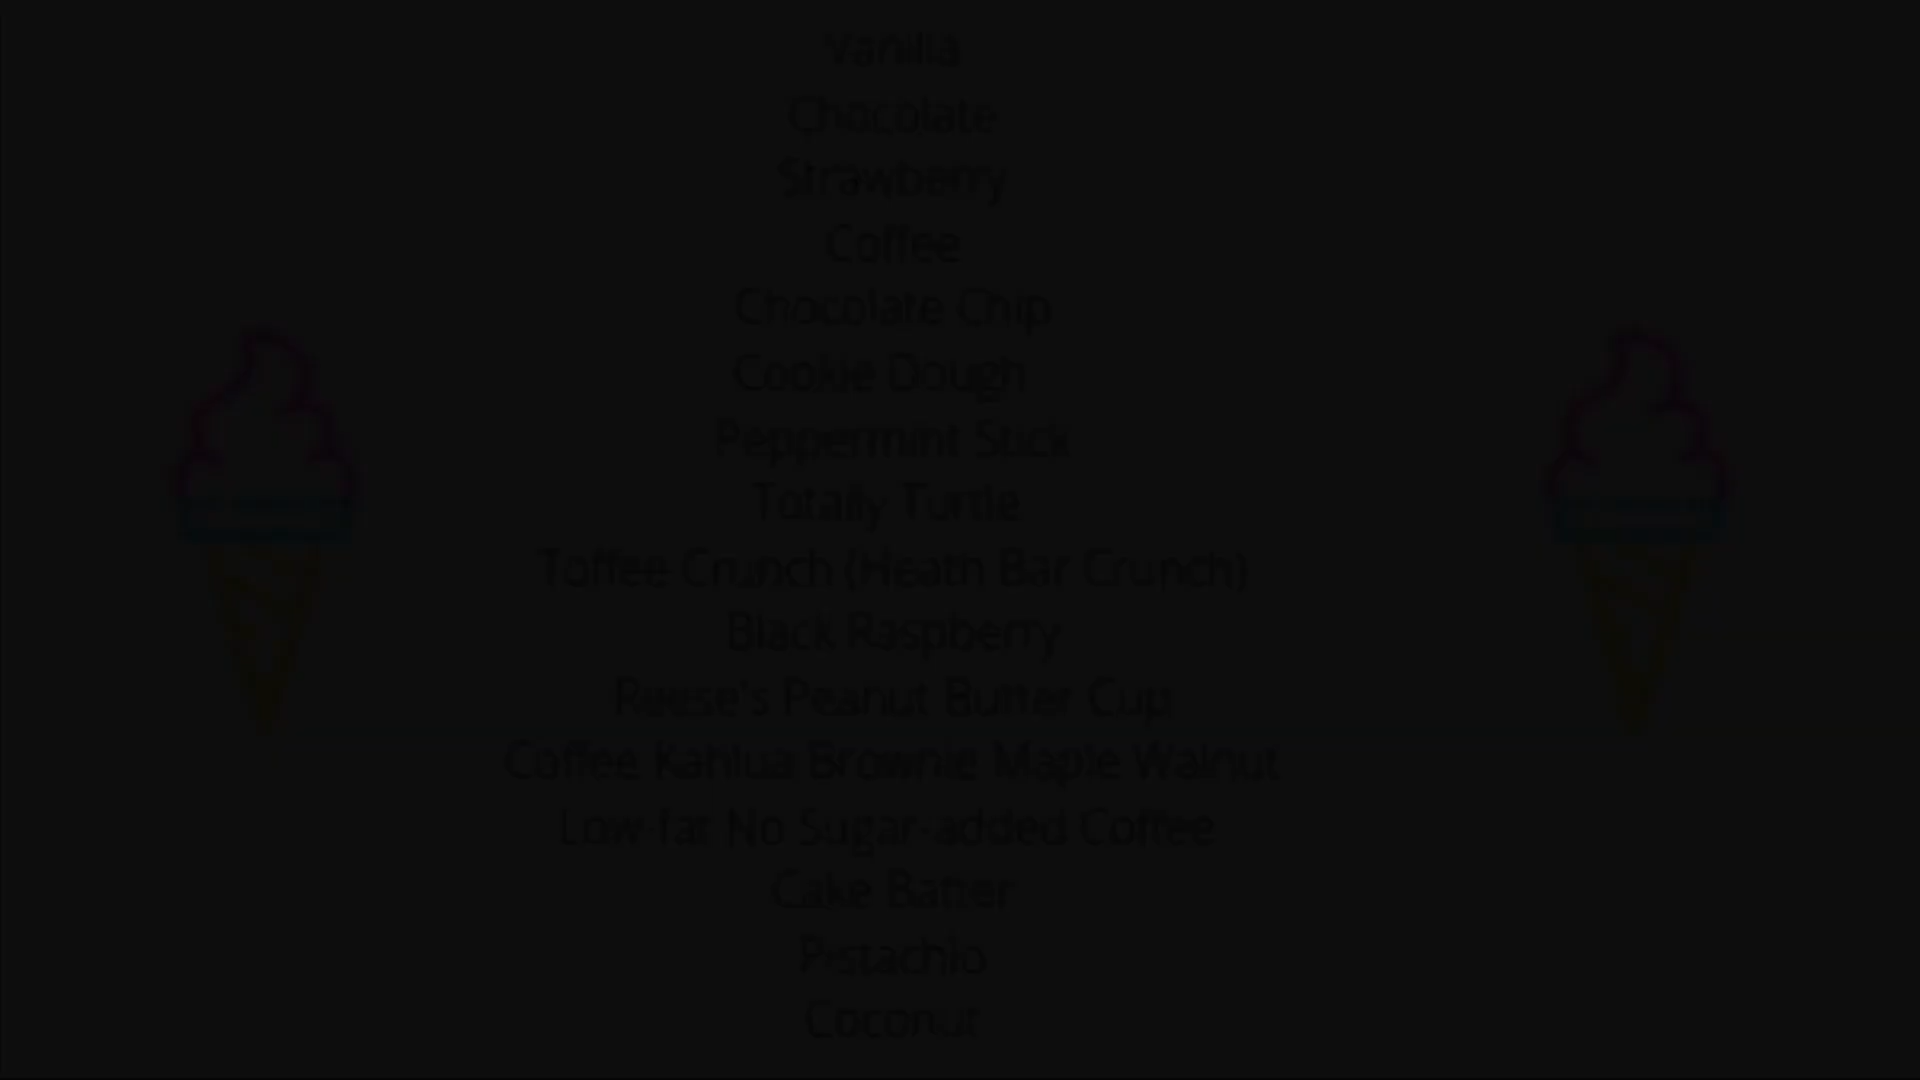 Vanilla
Chocolate
Strawberry
Coffee
Chocolate Chip
Cookie Dough
Peppermint Stick
Totally Turtle
Toffee Crunch (Heath Bar Crunch)
Black Raspberry
Reese's Peanut Butter Cup
Coffee Kahlua Brownie Maple Walnut
Low-fat No Sugar-added Coffee
Cake Batter
Pistachio
Coconut